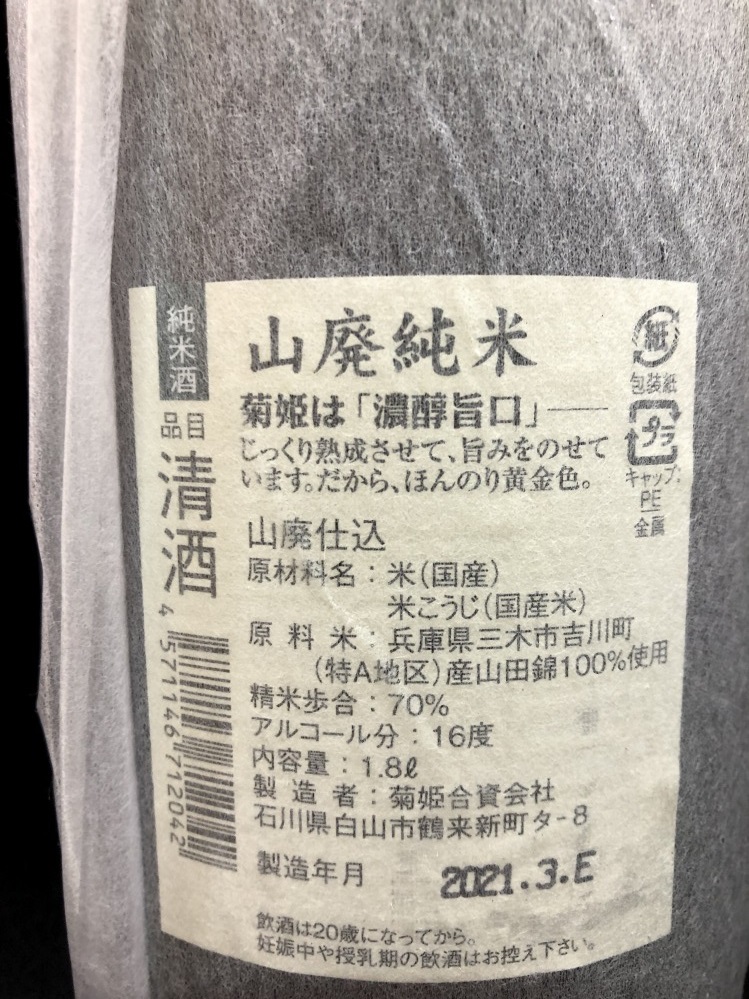 純米酒
品目
清酒
4 571146 712042
山廃純米
菊姫は「濃醇旨口」――
じっくり熟成させて、旨みをのせて
います。だから、ほんのり黄金色。
山廃仕込
原材料名：米(国産)
米こうじ(国産米)
原料米：兵庫県三木市吉川町
(特A地区)産山田錦100%使用
精米歩合：70%
アルコール分：16度
内容量：1.8ℓ
製造者：菊姫合資会社
石川県白山市鶴来新町タ-8
製造年月 2021.3.E
飲酒は20歳になってから。
妊娠中や授乳期の飲酒はお控え下さい。
紙
包装紙
プラ
キャップ:
PE
金属